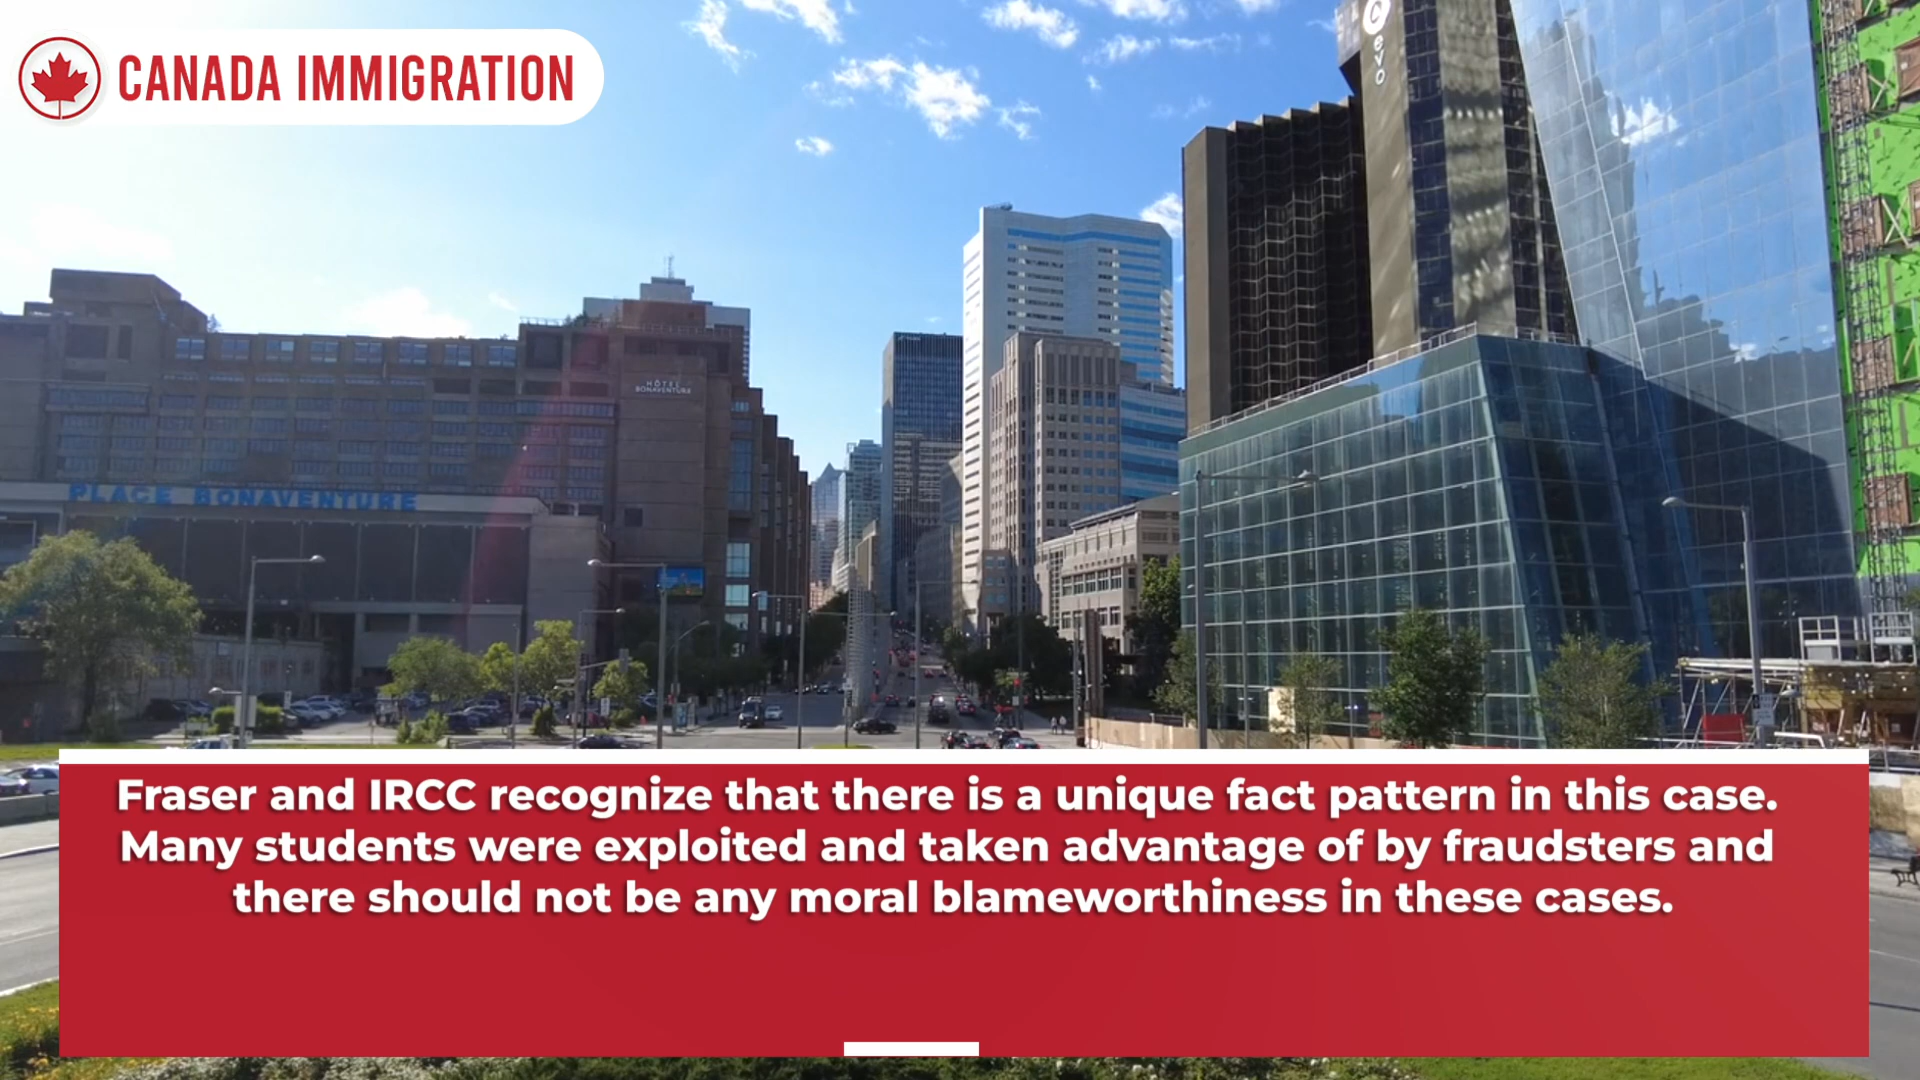 CANADA IMMIGRATION
evo
HÔTEL
BONAVENTURE
PLACE BONAVENTURE
Fraser and IRCC recognize that there is a unique fact pattern in this case.
Many students were exploited and taken advantage of by fraudsters and
there should not be any moral blameworthiness in these cases.